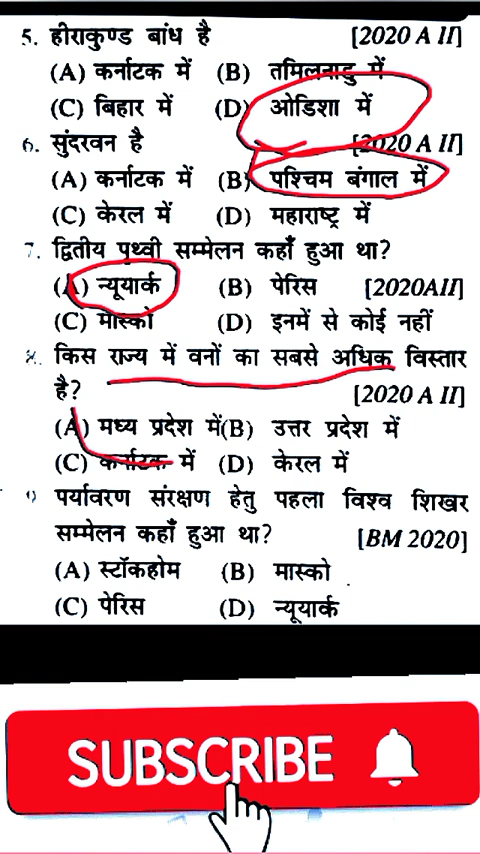 5. हीराकुण्ड बांध है [2020 A II]
(A) कर्नाटक में (B) तमिलनाडु में
(C) बिहार में (D) ओडिशा में
6. सुंदरवन है [2020 A II]
(A) कर्नाटक में (B) पश्चिम बंगाल में
(C) केरल में (D) महाराष्ट्र में
7. द्वितीय पृथ्वी सम्मेलन कहाँ हुआ था?
(A) न्यूयार्क (B) पेरिस [2020AII]
(C) मास्को (D) इनमें से कोई नहीं
8. किस राज्य में वनों का सबसे अधिक विस्तार
है? [2020 A II]
(A) मध्य प्रदेश में(B) उत्तर प्रदेश में
(C) कर्नाटक में (D) केरल में
9 पर्यावरण संरक्षण हेतु पहला विश्व शिखर
सम्मेलन कहाँ हुआ था? [BM 2020]
(A) स्टॉकहोम (B) मास्को
(C) पेरिस (D) न्यूयार्क
SUBSCRIBE